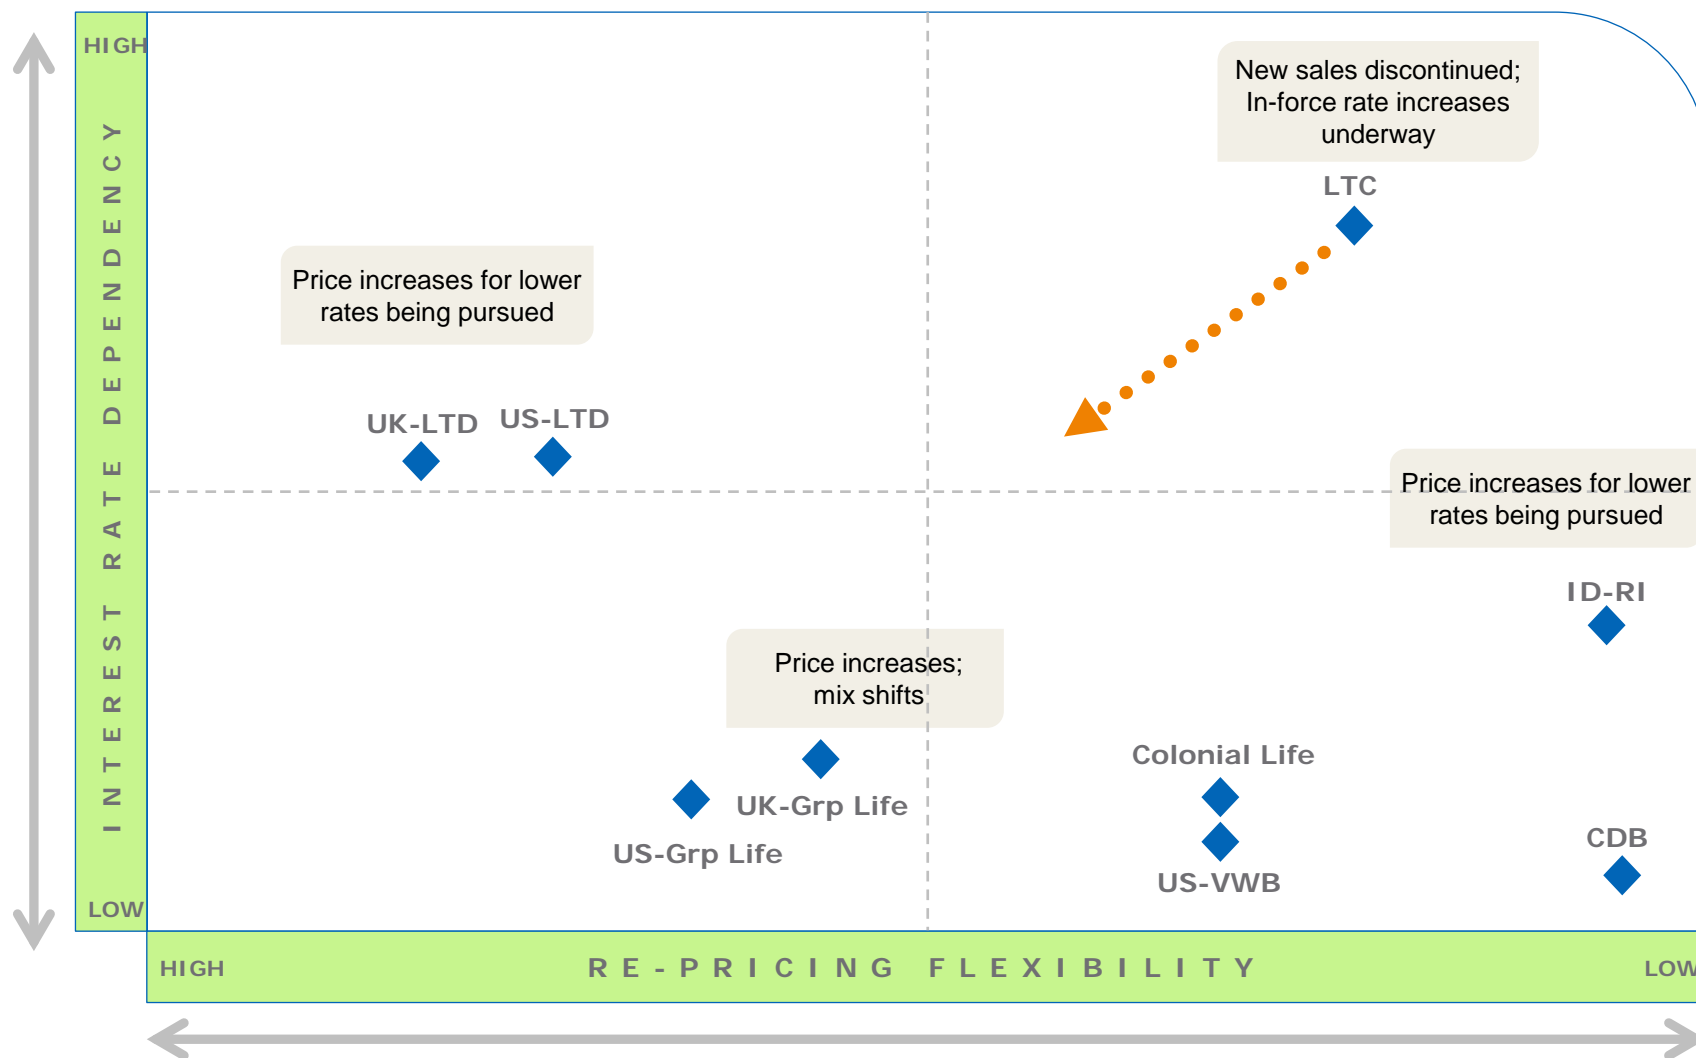 HIGH
INTEREST RATE DEPENDENCY
LOW
New sales discontinued;
In-force rate increases
underway
LTC
Price increases for lower
rates being pursued
UK-LTD
US-LTD
Price increases for lower
rates being pursued
ID-RI
Price increases;
mix shifts
UK-Grp Life
US-Grp Life
Colonial Life
US-VWB
CDB
HIGH
RE-PRICING FLEXIBILITY
LOW